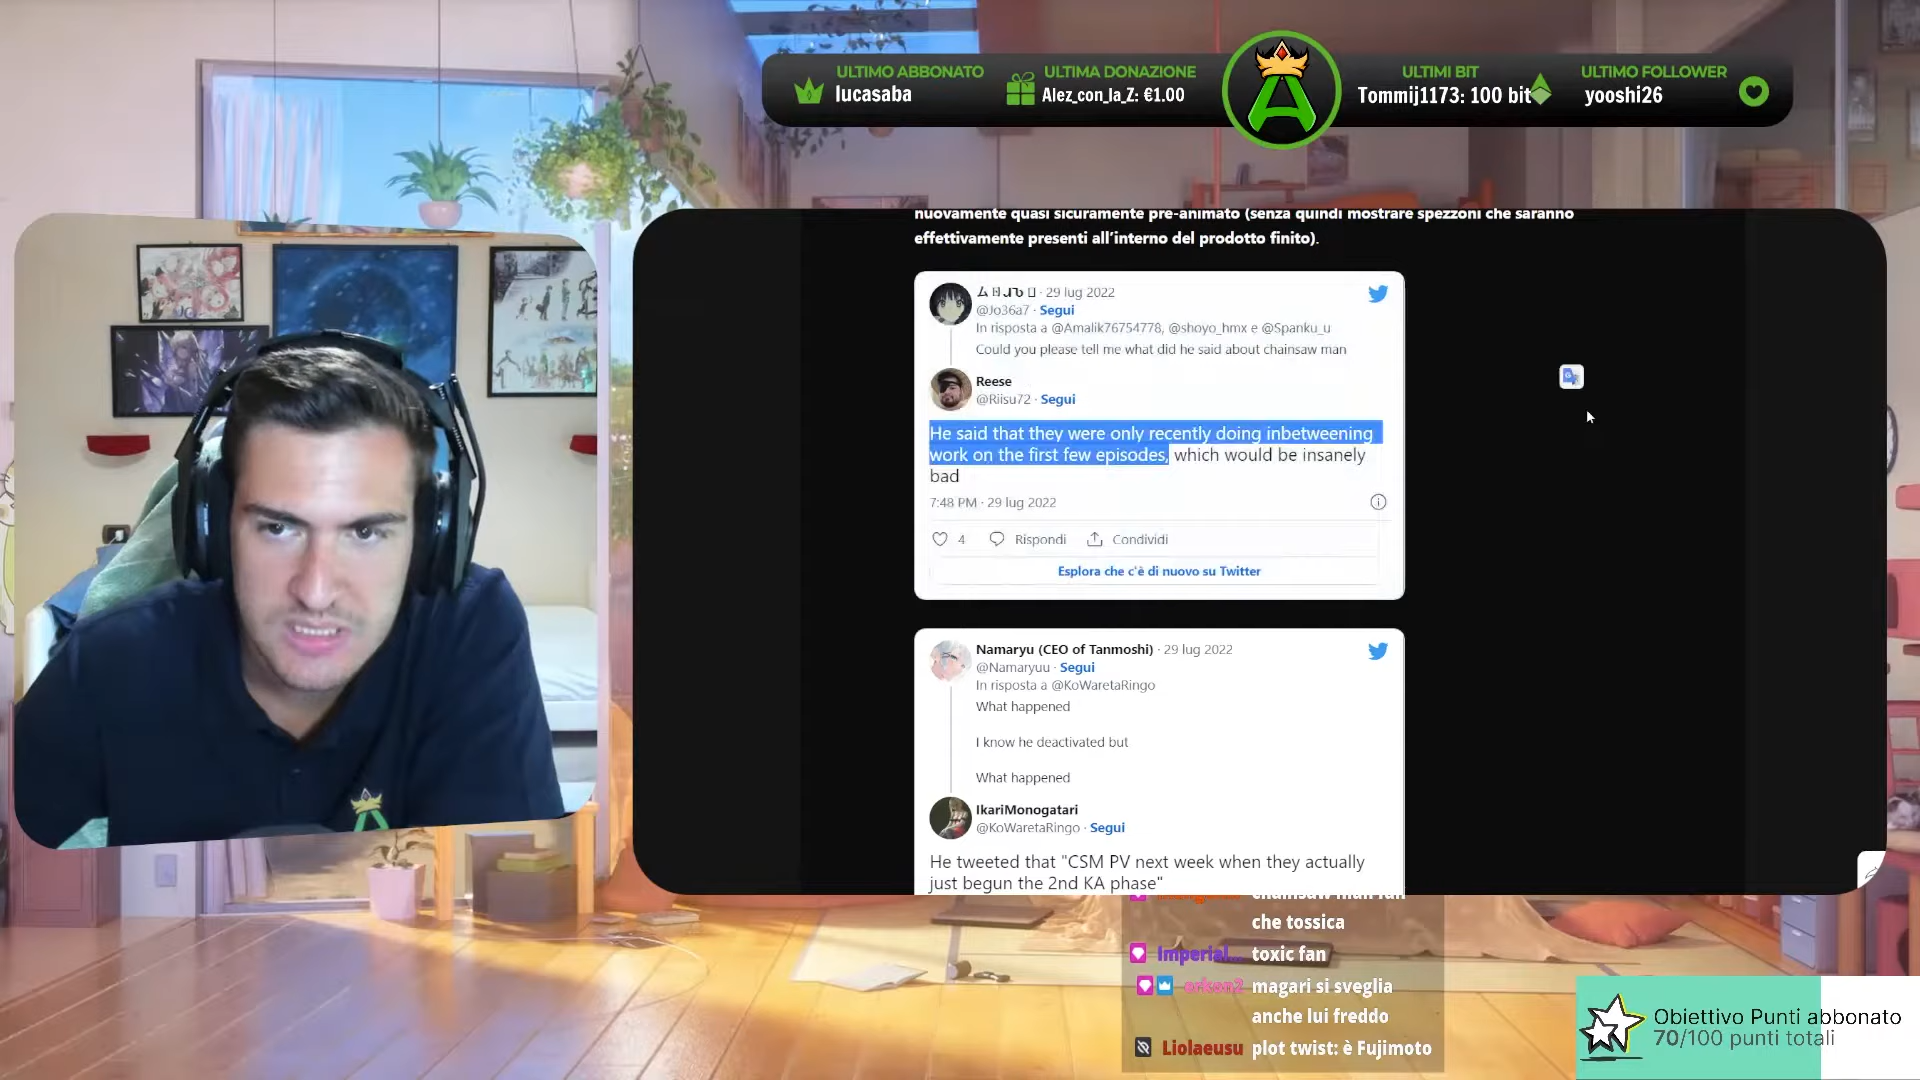 ULTIMO ABBONATO
lucasaba
ULTIMA DONAZIONE
Alez_con_la_Z: €1.00
A
ULTIMI BIT
Tommij1173: 100 bit
ULTIMO FOLLOWER
yooshi26
nuovamente quasi sicuramente pre-animato (senza quindi mostrare spezzoni che saranno
effettivamente presenti all'interno del prodotto finito).
· 29 lug 2022
@Jo36a7 · Segui
In risposta a @Amalik76754778, @shoyo_hmx e @Spanku_u
Could you please tell me what did he said about chainsaw man
Reese
@Riisu72 · Segui
He said that they were only recently doing inbetweening
work on the first few episodes, which would be insanely
bad
7:48 PM · 29 lug 2022
4 Rispondi Condividi
Esplora che c'è di nuovo su Twitter
Namaryu (CEO of Tanmoshi) · 29 lug 2022
@Namaryuu · Segui
In risposta a @KoWaretaRingo
What happened
I know he deactivated but
What happened
IkariMonogatari
@KoWaretaRingo · Segui
He tweeted that "CSM PV next week when they actually
just begun the 2nd KA phase"
chainsaw man fan
che tossica
Imperial... toxic fan
orkon2 magari si sveglia
anche lui freddo
Liolaeusu plot twist: è Fujimoto
Obiettivo Punti abbonato
70/100 punti totali